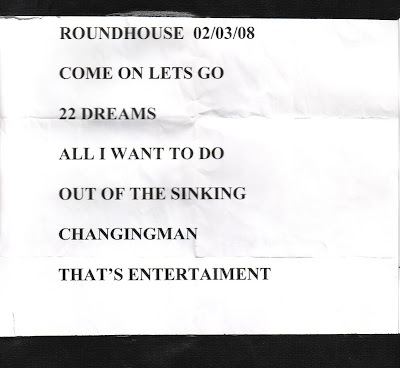 ROUNDHOUSE  02/03/08
COME ON LETS GO
22 DREAMS
ALL I WANT TO DO
OUT OF THE SINKING
CHANGINGMAN
THAT'S ENTERTAIMENT